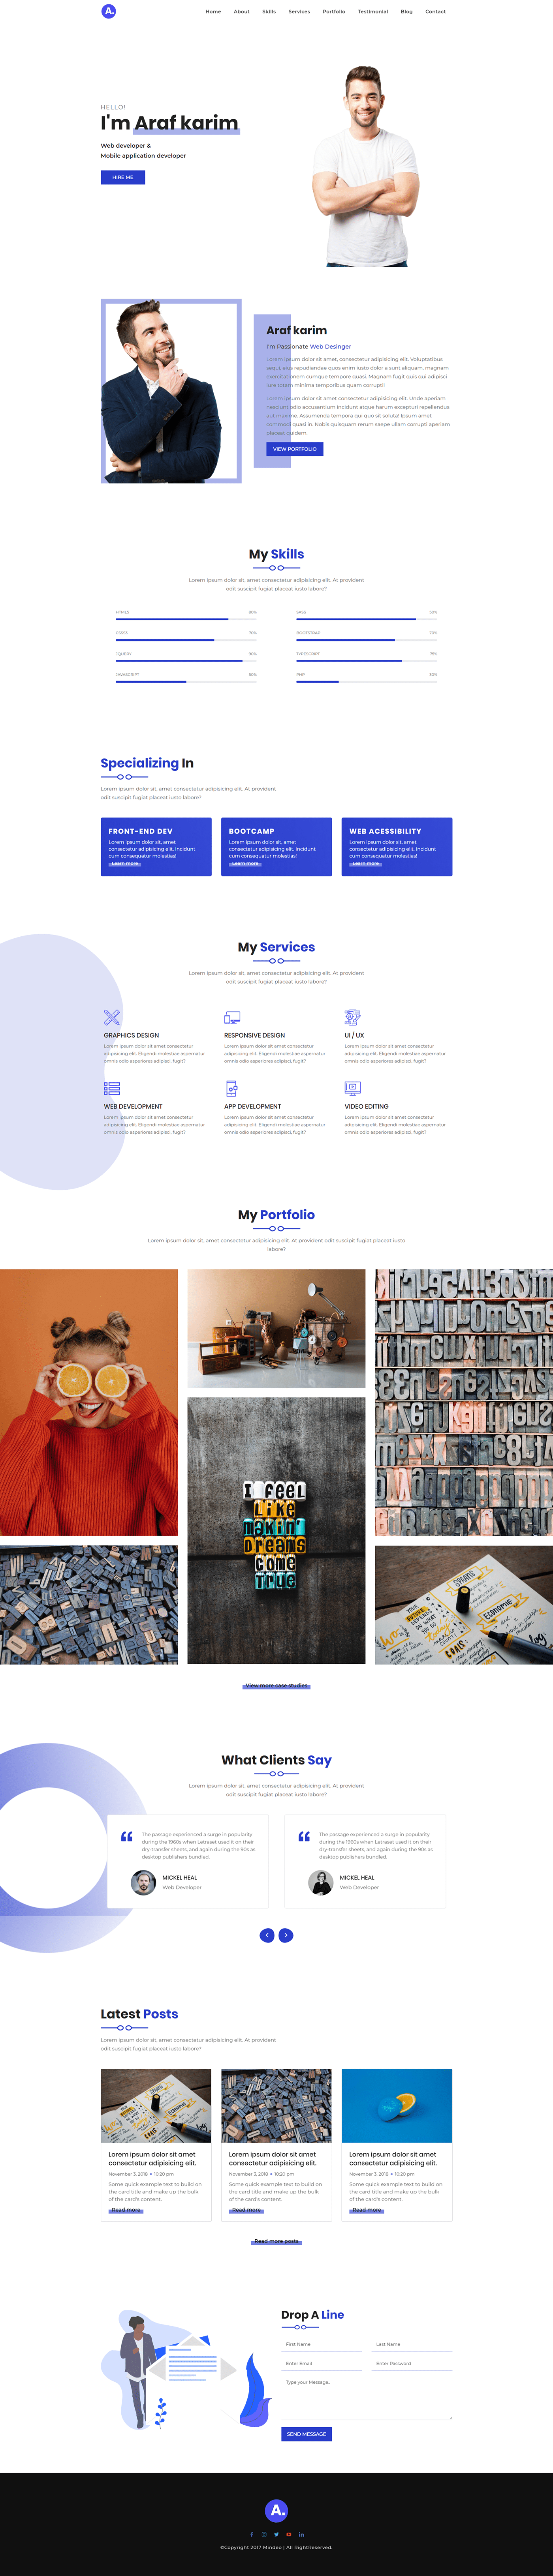 A.
Home About Skills Services Portfolio Testimonial Blog Contact
HELLO!
I'm Araf karim
Web developer &
Mobile application developer
HIRE ME
Araf karim
I'm Passionate Web Desinger
Lorem ipsum dolor sit amet, consectetur adipisicing elit. Voluptatibus
sequi, eius repudiandae quos enim iusto dolor a sunt aliquam, magnam
exercitationem cumque tempore quasi. Magnam fugit quis qui adipisci
iure totam minima temporibus quam corrupti!
Lorem ipsum dolor sit amet consectetur adipisicing elit. Unde aperiam
nesciunt odio accusantium incidunt atque harum excepturi repellendus
aut maxime. Assumenda tempora qui quo sit soluta! Ipsum amet
commodi quasi in. Nobis quisquam rerum saepe ullam corrupti aperiam
placeat quidem.
VIEW PORTFOLIO
My Skills
Lorem ipsum dolor sit, amet consectetur adipisicing elit. At provident
odit suscipit fugiat placeat iusto labore?
HTML5 80%
SASS 85%
CSS3 70%
BOOTSTRAP 70%
JQUERY 90%
TYPESCRIPT 75%
JAVASCRIPT 50%
PHP 30%
Specializing In
Lorem ipsum dolor sit, amet consectetur adipisicing elit. At provident
odit suscipit fugiat placeat iusto labore?
FRONT-END DEV
Lorem ipsum dolor sit, amet
consectetur adipisicing elit. Incidunt
cum consequatur molestias!
Learn more
BOOTCAMP
Lorem ipsum dolor sit, amet
consectetur adipisicing elit. Incidunt
cum consequatur molestias!
Learn more
WEB ACESSIBILITY
Lorem ipsum dolor sit, amet
consectetur adipisicing elit. Incidunt
cum consequatur molestias!
Learn more
My Services
Lorem ipsum dolor sit, amet consectetur adipisicing elit. At provident
odit suscipit fugiat placeat iusto labore?
GRAPHICS DESIGN
Lorem ipsum dolor sit amet consectetur
adipisicing elit. Eligendi molestiae aspernatur
omnis odio asperiores adipisci, fugit?
RESPONSIVE DESIGN
Lorem ipsum dolor sit amet consectetur
adipisicing elit. Eligendi molestiae aspernatur
omnis odio asperiores adipisci, fugit?
UI / UX
Lorem ipsum dolor sit amet consectetur
adipisicing elit. Eligendi molestiae aspernatur
omnis odio asperiores adipisci, fugit?
WEB DEVELOPMENT
Lorem ipsum dolor sit amet consectetur
adipisicing elit. Eligendi molestiae aspernatur
omnis odio asperiores adipisci, fugit?
APP DEVELOPMENT
Lorem ipsum dolor sit amet consectetur
adipisicing elit. Eligendi molestiae aspernatur
omnis odio asperiores adipisci, fugit?
VIDEO EDITING
Lorem ipsum dolor sit amet consectetur
adipisicing elit. Eligendi molestiae aspernatur
omnis odio asperiores adipisci, fugit?
My Portfolio
Lorem ipsum dolor sit, amet consectetur adipisicing elit. At provident odit suscipit fugiat placeat iusto
labore?
I FEEL
Like
makin'
Dreams
COME
TRUE
View more case studies
What Clients Say
Lorem ipsum dolor sit, amet consectetur adipisicing elit. At provident
odit suscipit fugiat placeat iusto labore?
The passage experienced a surge in popularity
during the 1960s when Letraset used it on their
dry-transfer sheets, and again during the 90s as
desktop publishers bundled.
MICKEL HEAL
Web Developer
The passage experienced a surge in popularity
during the 1960s when Letraset used it on their
dry-transfer sheets, and again during the 90s as
desktop publishers bundled.
MICKEL HEAL
Web Developer
Latest Posts
Lorem ipsum dolor sit, amet consectetur adipisicing elit. At provident
odit suscipit fugiat placeat iusto labore?
Lorem ipsum dolor sit amet
consectetur adipisicing elit.
November 3, 2018 • 10:20 pm
Some quick example text to build on
the card title and make up the bulk
of the card's content.
Read more
Lorem ipsum dolor sit amet
consectetur adipisicing elit.
November 3, 2018 • 10:20 pm
Some quick example text to build on
the card title and make up the bulk
of the card's content.
Read more
Lorem ipsum dolor sit amet
consectetur adipisicing elit.
November 3, 2018 • 10:20 pm
Some quick example text to build on
the card title and make up the bulk
of the card's content.
Read more
Read more posts
Drop A Line
First Name
Last Name
Enter Email
Enter Password
Type your Message..
SEND MESSAGE
A.
©Copyright 2017 Mindeo | All RightReserved.